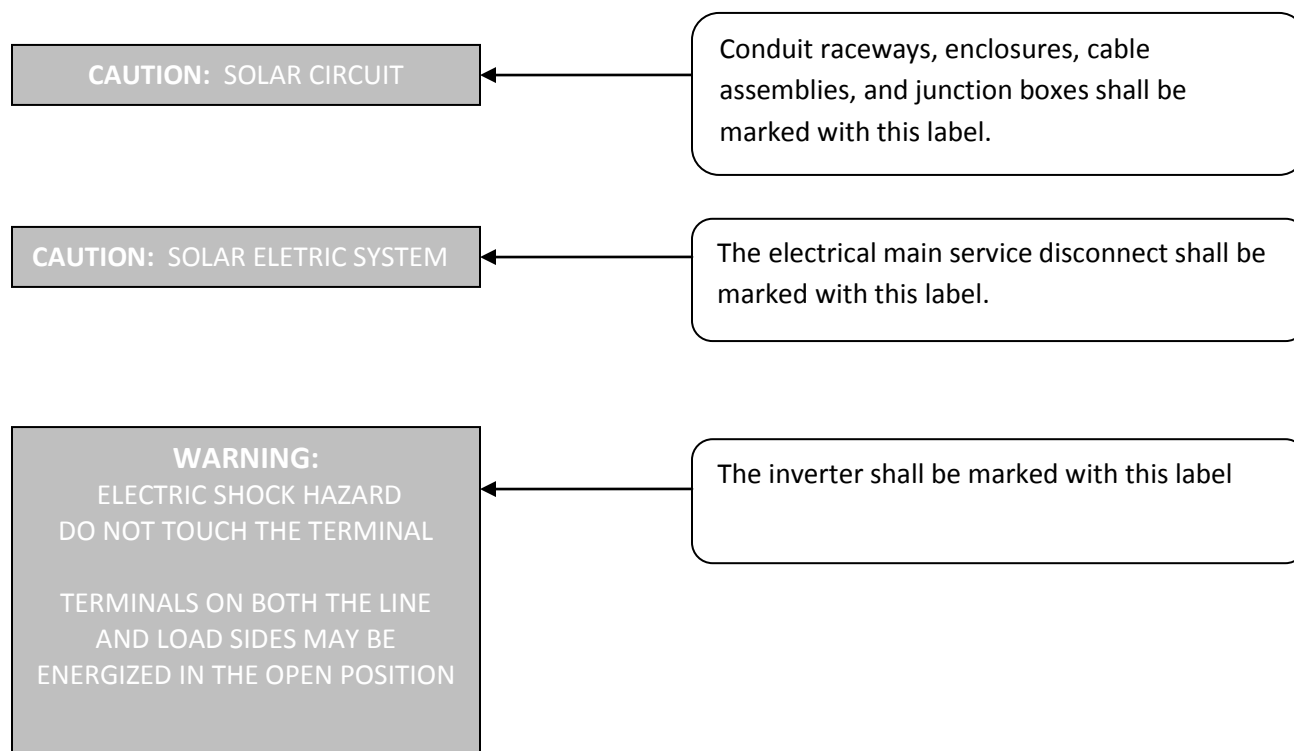 CAUTION: SOLAR CIRCUIT
Conduit raceways, enclosures, cable
assemblies, and junction boxes shall be
marked with this label.
CAUTION: SOLAR ELETRIC SYSTEM
The electrical main service disconnect shall be
marked with this label.
WARNING:
ELECTRIC SHOCK HAZARD
DO NOT TOUCH THE TERMINAL
TERMINALS ON BOTH THE LINE
AND LOAD SIDES MAY BE
ENERGIZED IN THE OPEN POSITION
The inverter shall be marked with this label